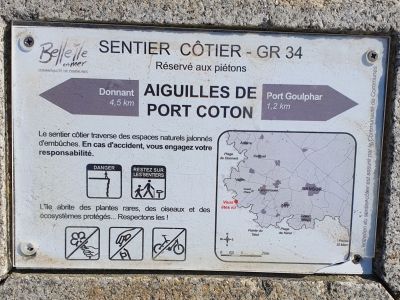 Belle île
en mer
COMMUNAUTÉ DE COMMUNES
SENTIER CÔTIER - GR 34
Réservé aux piétons
Donnant
4,5 km
AIGUILLES DE
PORT COTON
Port Goulphar
1,2 km
Le sentier côtier traverse des espaces naturels jalonnés
d'embûches. En cas d'accident, vous engagez votre
responsabilité.
DANGER
RESTEZ SUR
LES SENTIERS
L'île abrite des plantes rares, des oiseaux et des
écosystèmes protégés... Respectons les !
Vous
êtes ici